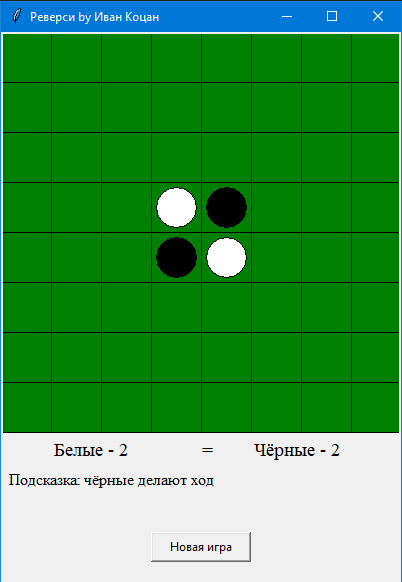 Реверси by Иван Коцан
Белые - 2 = Чёрные - 2
Подсказка: чёрные делают ход
Новая игра